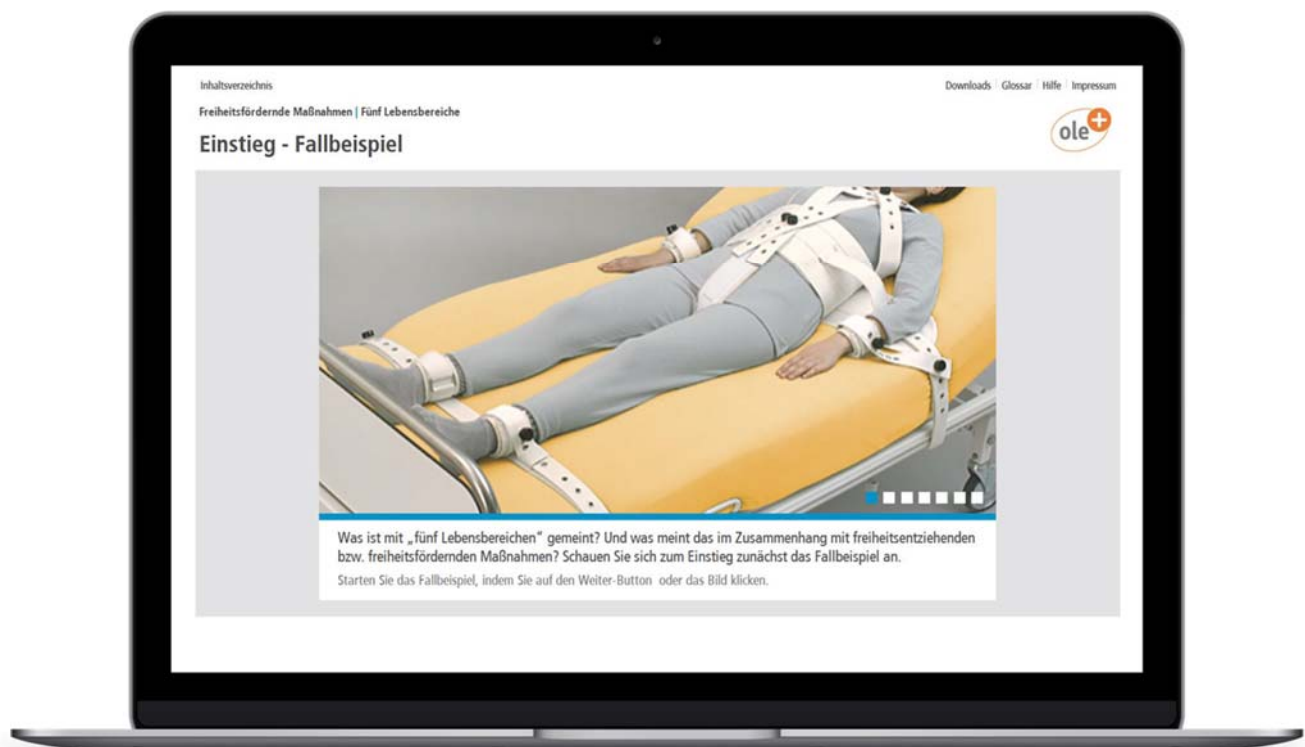 Inhaltsverzeichnis
Downloads Glossar Hilfe Impressum
Freiheitsfördernde Maßnahmen | Fünf Lebensbereiche
Einstieg - Fallbeispiel
ole+
Was ist mit „fünf Lebensbereichen“ gemeint? Und was meint das im Zusammenhang mit freiheitsentziehenden
bzw. freiheitsfördernden Maßnahmen? Schauen Sie sich zum Einstieg zunächst das Fallbeispiel an.
Starten Sie das Fallbeispiel, indem Sie auf den Weiter-Button oder das Bild klicken.